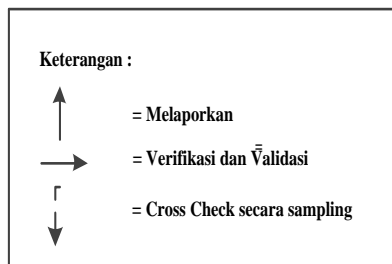 Keterangan :
= Melaporkan
= Verifikasi dan Validasi
= Cross Check secara sampling